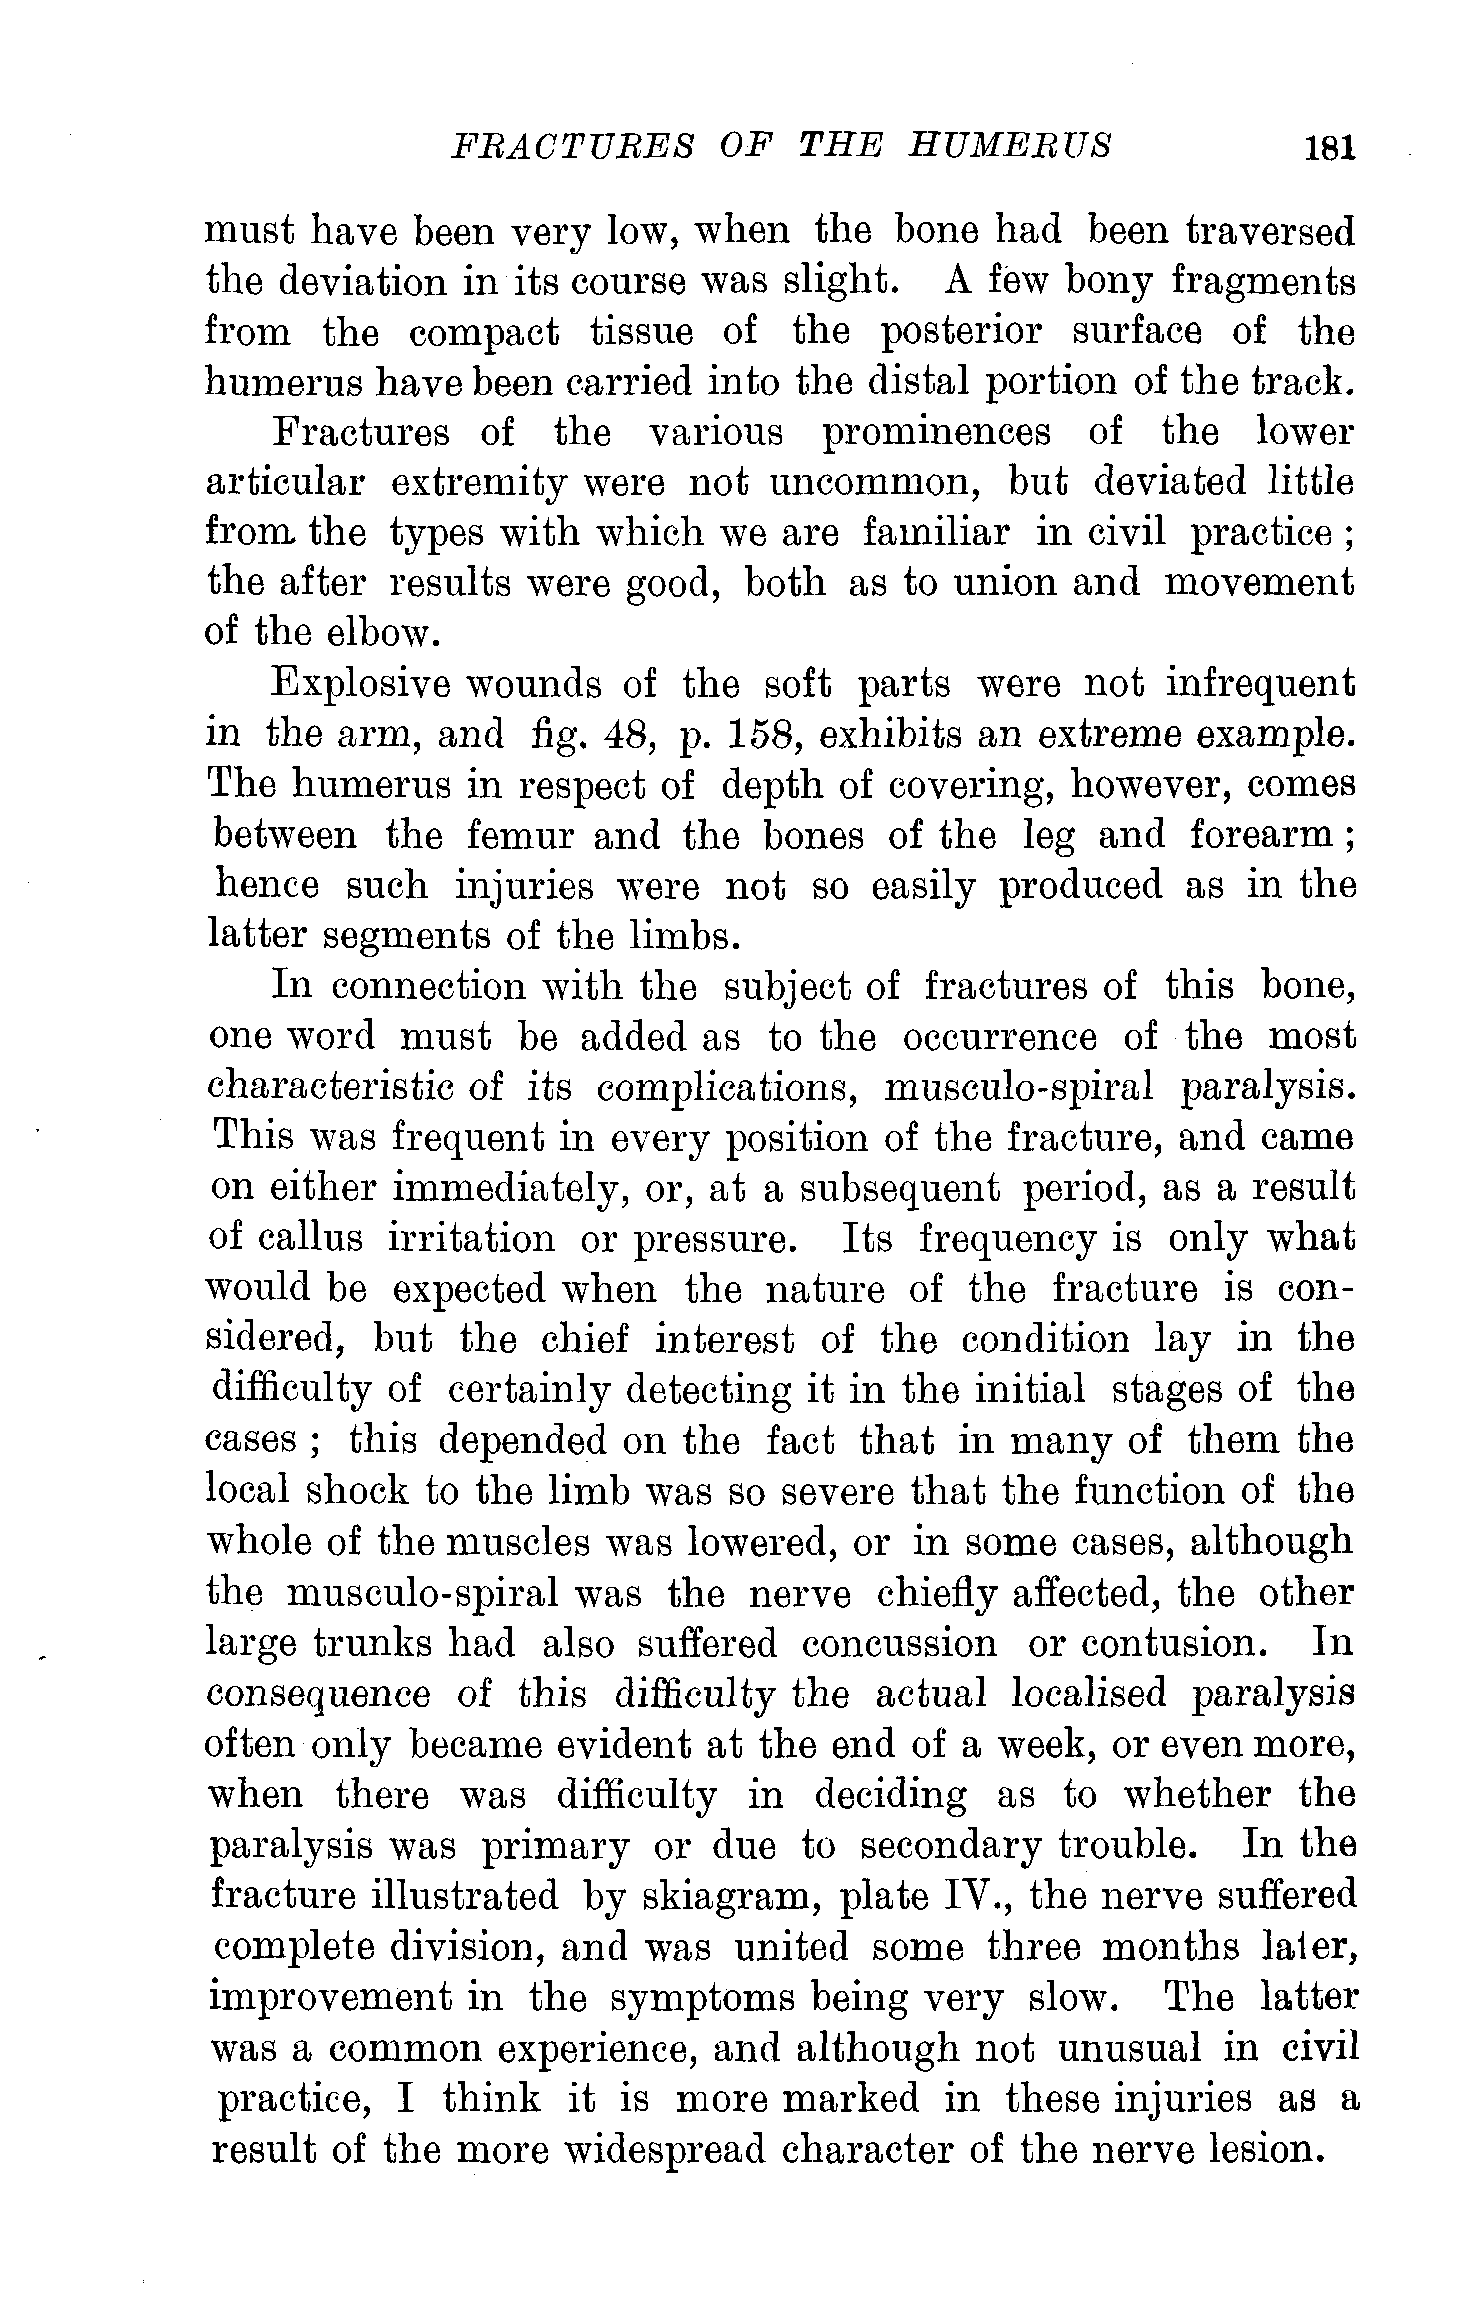 FRACTURES OF THE HUMERUS 181
must have been very low, when the bone had been traversed
the deviation in its course was slight. A few bony fragments
from the compact tissue of the posterior surface of the
humerus have been carried into the distal portion of the track.
Fractures of the various prominences of the lower
articular extremity were not uncommon, but deviated little
from the types with which we are familiar in civil practice ;
the after results were good, both as to union and movement
of the elbow.
Explosive wounds of the soft parts were not infrequent
in the arm, and fig. 48, p. 158, exhibits an extreme example.
The humerus in respect of depth of covering, however, comes
between the femur and the bones of the leg and forearm ;
hence such injuries were not so easily produced as in the
latter segments of the limbs.
In connection with the subject of fractures of this bone,
one word must be added as to the occurrence of the most
characteristic of its complications, musculo-spiral paralysis.
This was frequent in every position of the fracture, and came
on either immediately, or, at a subsequent period, as a result
of callus irritation or pressure. Its frequency is only what
would be expected when the nature of the fracture is con-
sidered, but the chief interest of the condition lay in the
difficulty of certainly detecting it in the initial stages of the
cases ; this depended on the fact that in many of them the
local shock to the limb was so severe that the function of the
whole of the muscles was lowered, or in some cases, although
the musculo-spiral was the nerve chiefly affected, the other
large trunks had also suffered concussion or contusion. In
consequence of this difficulty the actual localised paralysis
often only became evident at the end of a week, or even more,
when there was difficulty in deciding as to whether the
paralysis was primary or due to secondary trouble. In the
fracture illustrated by skiagram, plate IV., the nerve suffered
complete division, and was united some three months later,
improvement in the symptoms being very slow. The latter
was a common experience, and although not unusual in civil
practice, I think it is more marked in these injuries as a
result of the more widespread character of the nerve lesion.